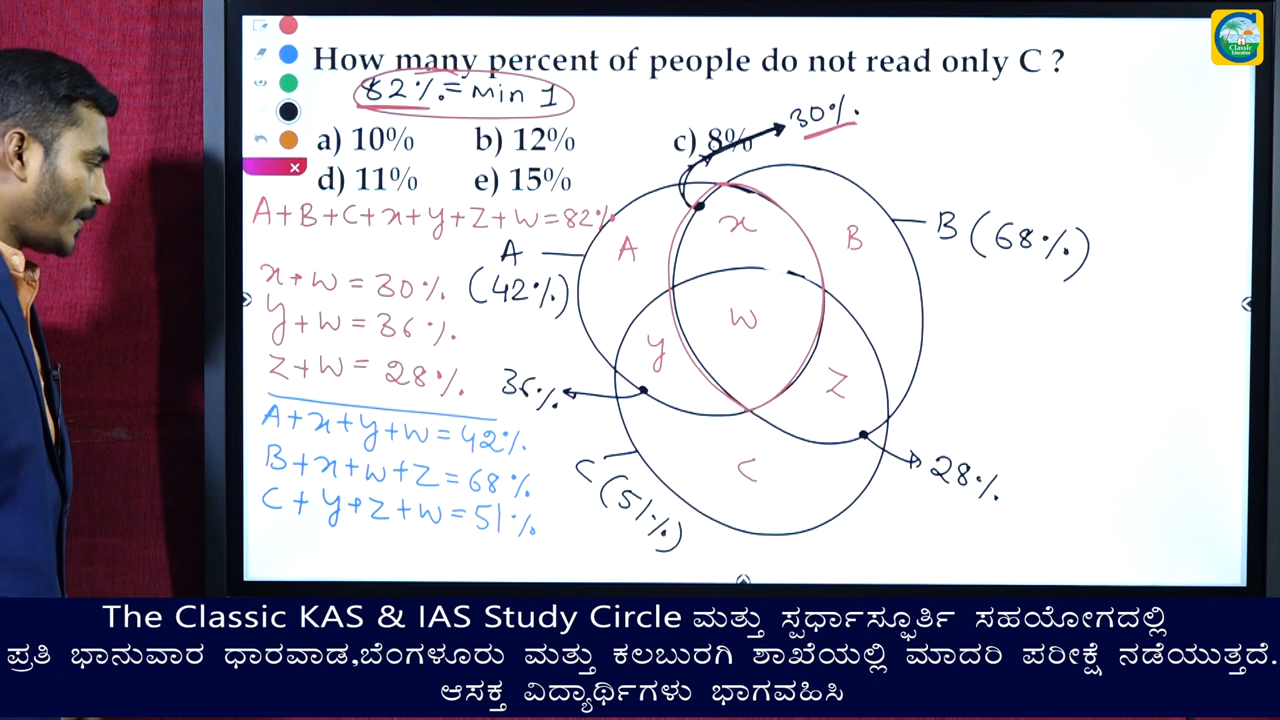 How many percent of people do not read only C ?
82% = Min 1
a) 10% b) 12% c) 8%
d) 11% e) 15%
30%.
A+B+C+x+y+z+w=82%
x+w = 30%.
y+w = 36%.
z+w = 28%.
A+x+y+w=42%.
B+x+w+z=68%
C+y+z+w=51%
A
(42%)
B (68%)
C (51%)
36%.
28%.
A
x
B
w
y
z
C
Classic
Education
The Classic KAS & IAS Study Circle ಮತ್ತು ಸ್ಪರ್ಧಾಸ್ಫೂರ್ತಿ ಸಹಯೋಗದಲ್ಲಿ
ಪ್ರತಿ ಭಾನುವಾರ ಧಾರವಾಡ,ಬೆಂಗಳೂರು ಮತ್ತು ಕಲಬುರಗಿ ಶಾಖೆಯಲ್ಲಿ ಮಾದರಿ ಪರೀಕ್ಷೆ ನಡೆಯುತ್ತದೆ.
ಆಸಕ್ತ ವಿದ್ಯಾರ್ಥಿಗಳು ಭಾಗವಹಿಸಿ